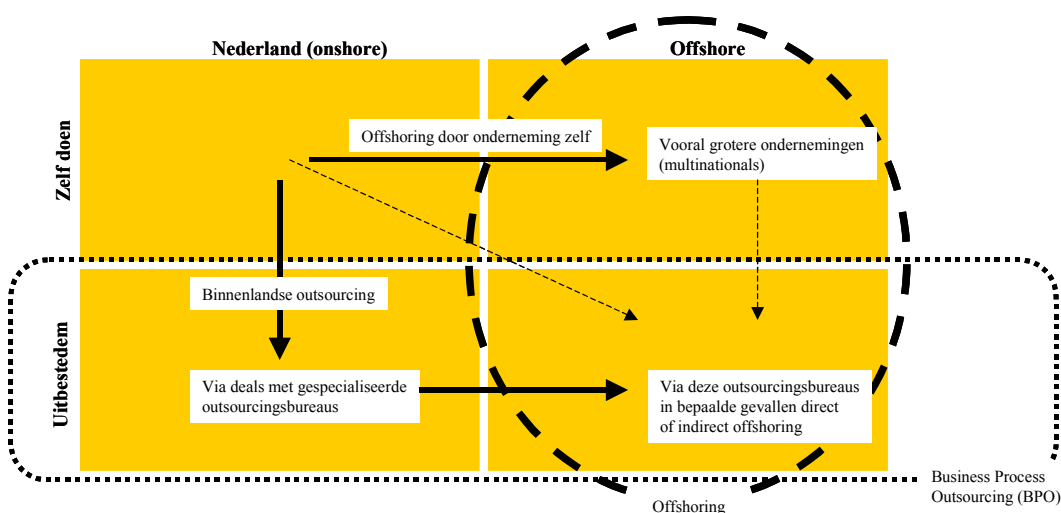 Nederland (onshore)
Offshore
Zelf doen
Offshoring door onderneming zelf
Vooral grotere ondernemingen
(multinationals)
Uitbestedem
Binnenlandse outsourcing
Via deals met gespecialiseerde
outsourcingsbureaus
Via deze outsourcingsbureaus
in bepaalde gevallen direct
of indirect offshoring
Business Process
Outsourcing (BPO)
Offshoring